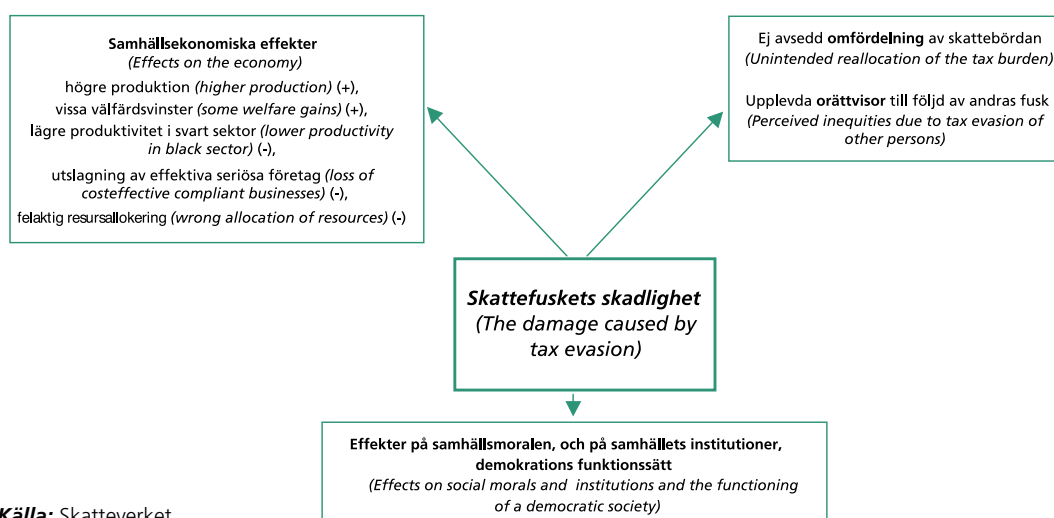 Samhällsekonomiska effekter
(Effects on the economy)
högre produktion (higher production) (+),
vissa välfärdsvinster (some welfare gains) (+),
lägre produktivitet i svart sektor (lower productivity
in black sector) (-),
utslagning av effektiva seriösa företag (loss of
costeffective compliant businesses) (-),
felaktig resursallokering (wrong allocation of resources) (-)
Ej avsedd omfördelning av skattebördan
(Unintended reallocation of the tax burden)
Upplevda orättvisor till följd av andras fusk
(Perceived inequities due to tax evasion of
other persons)
Skattefuskets skadlighet
(The damage caused by
tax evasion)
Effekter på samhällsmoralen, och på samhällets institutioner,
demokrations funktionssätt
(Effects on social morals and institutions and the functioning
of a democratic society)
Källa: Skatteverket